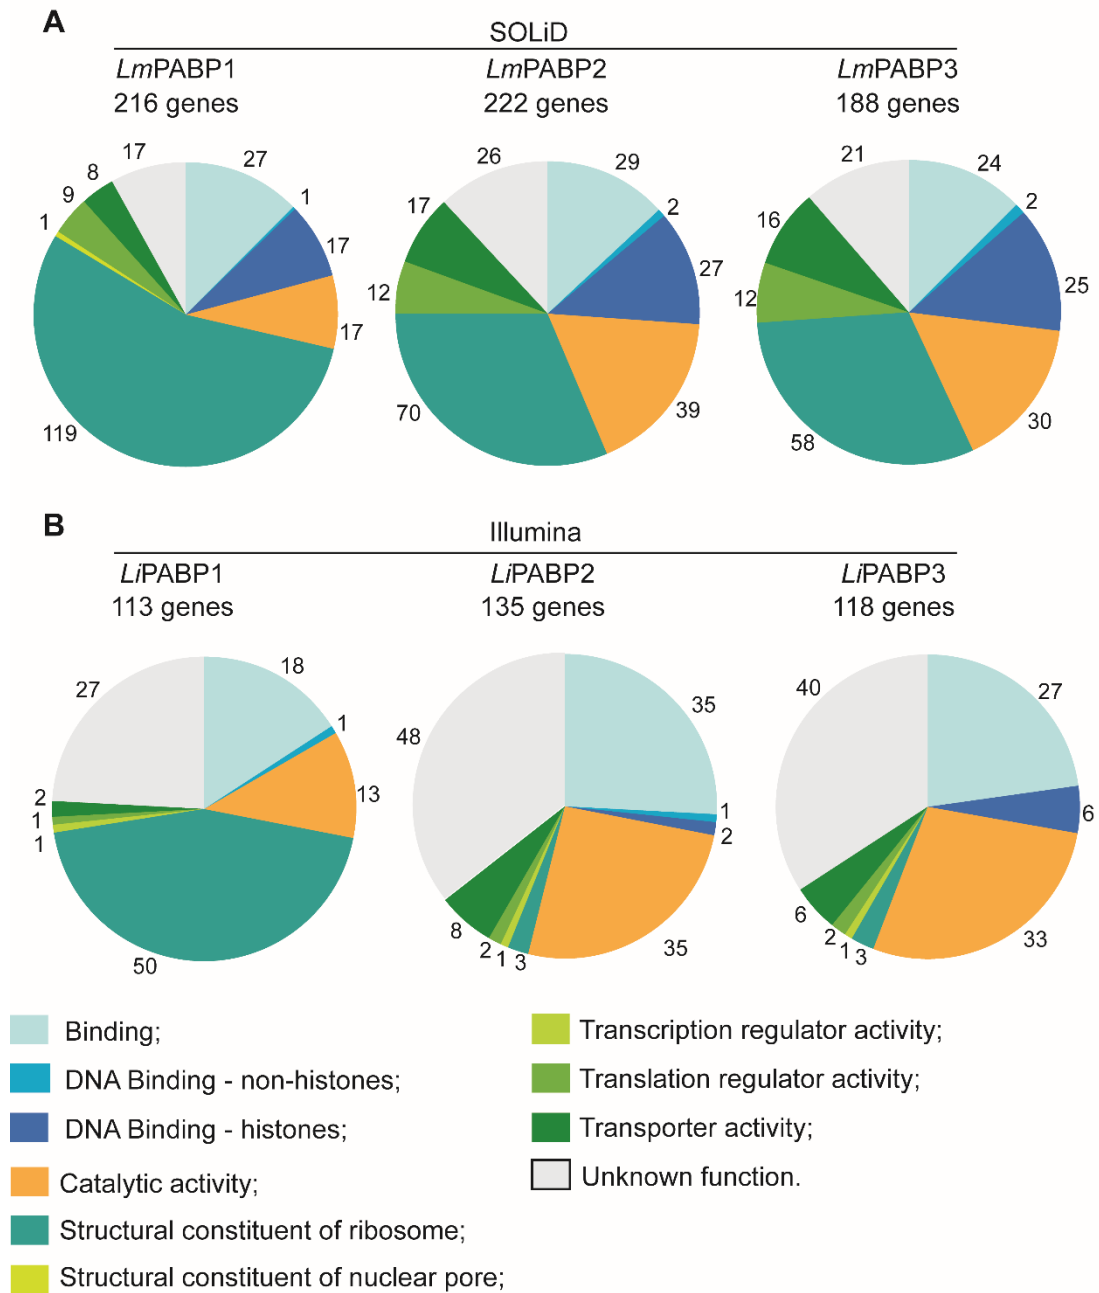 A
SOLiD
LmPABP1
216 genes
LmPABP2
222 genes
LmPABP3
188 genes
17
27
8
1
9
1
17
17
119
26
29
17
2
27
12
39
70
21
24
16
2
25
12
30
58
B
Illumina
LiPABP1
113 genes
LiPABP2
135 genes
LiPABP3
118 genes
27
18
1
13
2
1
1
50
48
35
1
2
8
2
1
3
35
40
27
6
6
2
1
3
33
Binding;
DNA Binding - non-histones;
DNA Binding - histones;
Catalytic activity;
Structural constituent of ribosome;
Structural constituent of nuclear pore;
Transcription regulator activity;
Translation regulator activity;
Transporter activity;
Unknown function.